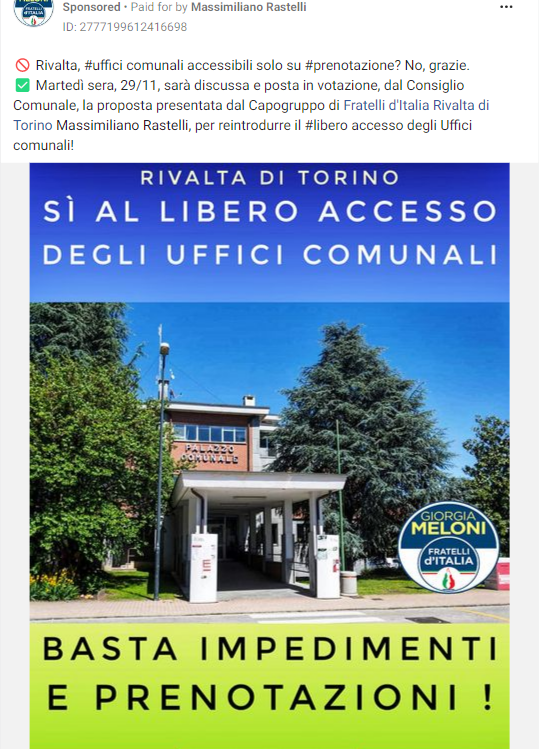 FRATELLI
d'ITALIA
Sponsored • Paid for by Massimiliano Rastelli
ID: 2777199612416698
🚫 Rivalta, #uffici comunali accessibili solo su #prenotazione? No, grazie.
✅ Martedì sera, 29/11, sarà discussa e posta in votazione, dal Consiglio
Comunale, la proposta presentata dal Capogruppo di Fratelli d'Italia Rivalta di
Torino Massimiliano Rastelli, per reintrodurre il #libero accesso degli Uffici
comunali!
RIVALTA DI TORINO
SÌ AL LIBERO ACCESSO
DEGLI UFFICI COMUNALI
PALAZZO
COMUNALE
GIORGIA
MELONI
FRATELLI
d'ITALIA
BASTA IMPEDIMENTI
E PRENOTAZIONI !